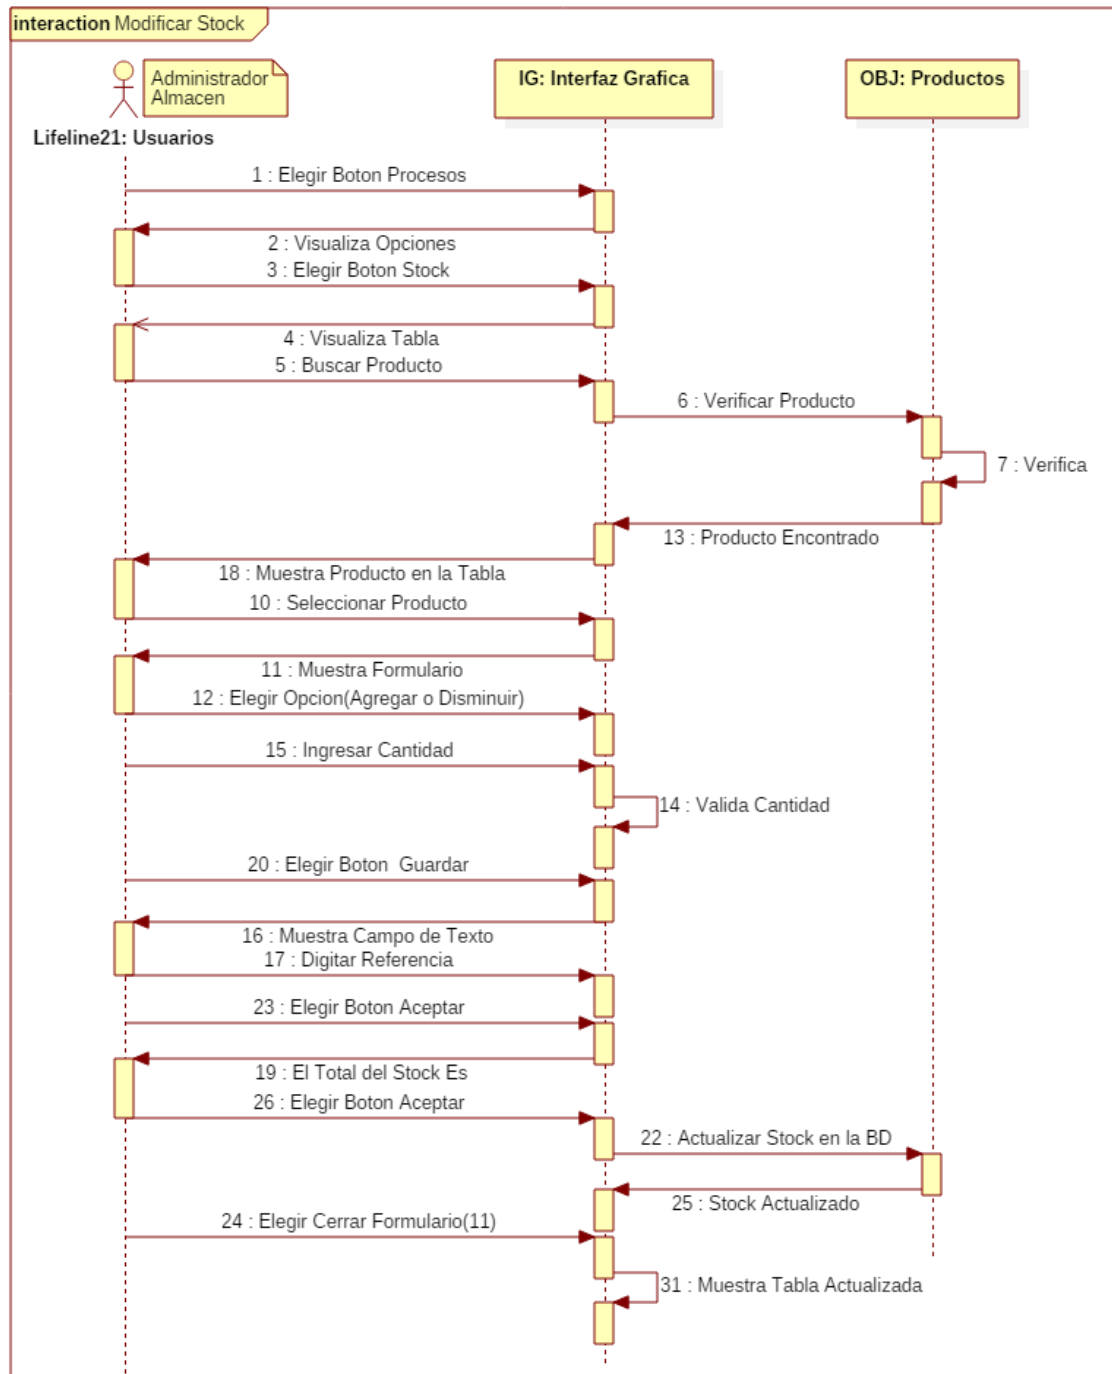 interaction Modificar Stock
Administrador
Almacen
IG: Interfaz Grafica
OBJ: Productos
Lifeline21: Usuarios
1 : Elegir Boton Procesos
2 : Visualiza Opciones
3 : Elegir Boton Stock
4 : Visualiza Tabla
5 : Buscar Producto
6 : Verificar Producto
7 : Verifica
13 : Producto Encontrado
18 : Muestra Producto en la Tabla
10 : Seleccionar Producto
11 : Muestra Formulario
12 : Elegir Opcion(Agregar o Disminuir)
15 : Ingresar Cantidad
14 : Valida Cantidad
20 : Elegir Boton  Guardar
16 : Muestra Campo de Texto
17 : Digitar Referencia
23 : Elegir Boton Aceptar
19 : El Total del Stock Es
26 : Elegir Boton Aceptar
22 : Actualizar Stock en la BD
25 : Stock Actualizado
24 : Elegir Cerrar Formulario(11)
31 : Muestra Tabla Actualizada